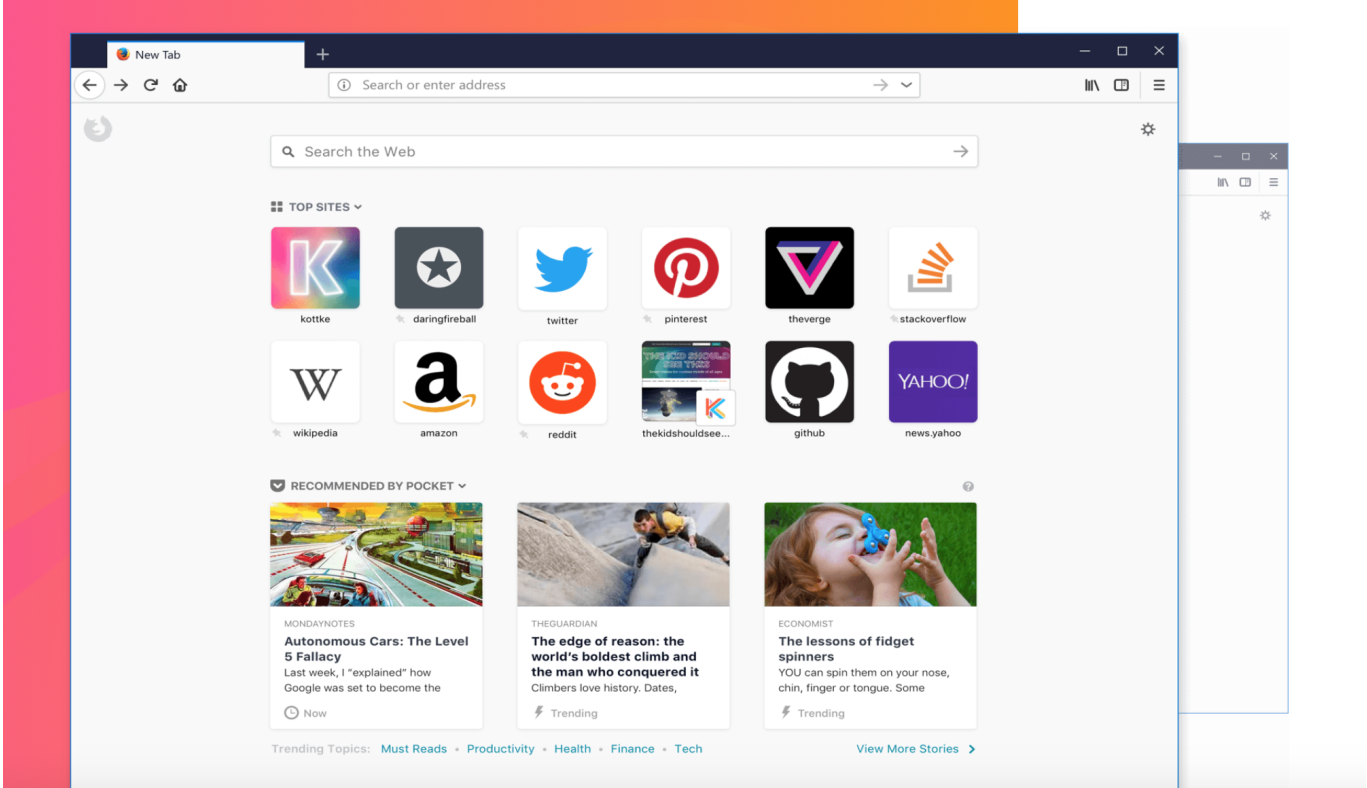 New Tab
Search or enter address
Search the Web
TOP SITES
K
kottke
daringfireball
twitter
pinterest
theverge
stackoverflow
W
a
YAHOO!
THE KID SHOULD
SEE THIS
K
wikipedia
amazon
reddit
thekidshouldsee...
github
news.yahoo
RECOMMENDED BY POCKET
MONDAYNOTES
Autonomous Cars: The Level
5 Fallacy
Last week, I "explained" how
Google was set to become the
Now
THEGUARDIAN
The edge of reason: the
world's boldest climb and
the man who conquered it
Climbers love history. Dates,
Trending
ECONOMIST
The lessons of fidget
spinners
YOU can spin them on your nose,
chin, finger or tongue. Some
Trending
Trending Topics: Must Reads • Productivity • Health • Finance • Tech
View More Stories